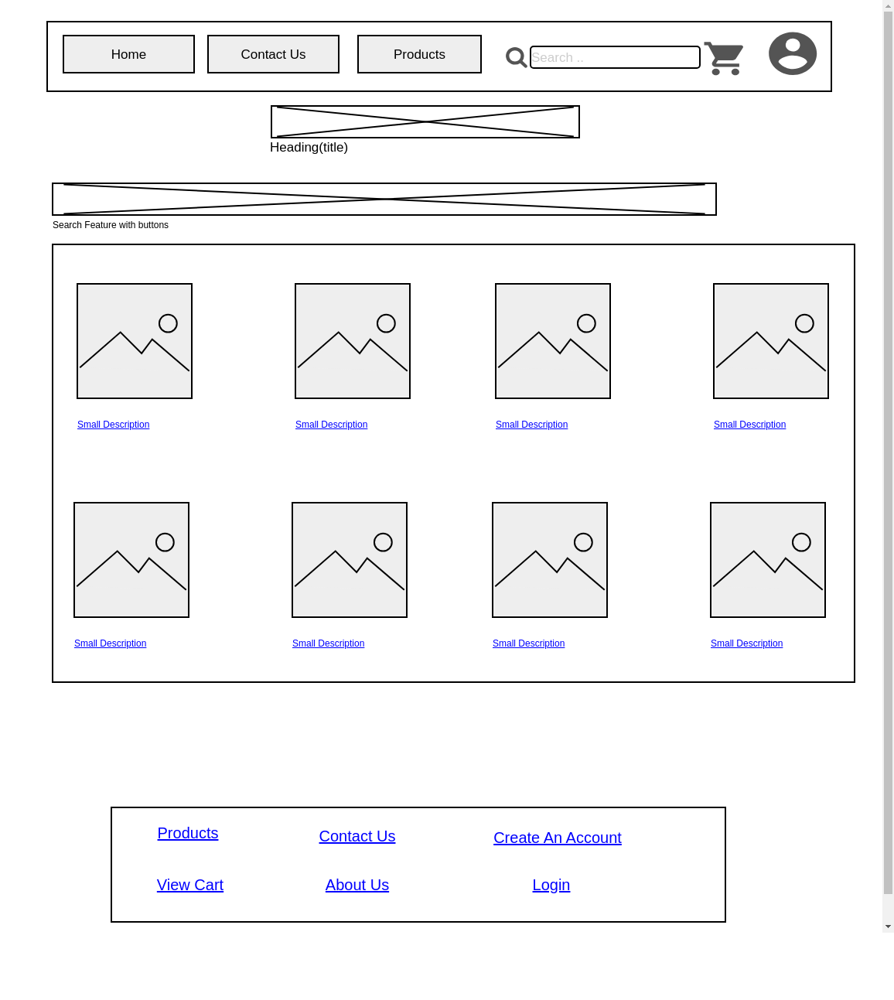 Home
Contact Us
Products
Search ..
Heading(title)
Search Feature with buttons
Small Description
Small Description
Small Description
Small Description
Small Description
Small Description
Small Description
Small Description
Products
Contact Us
Create An Account
View Cart
About Us
Login